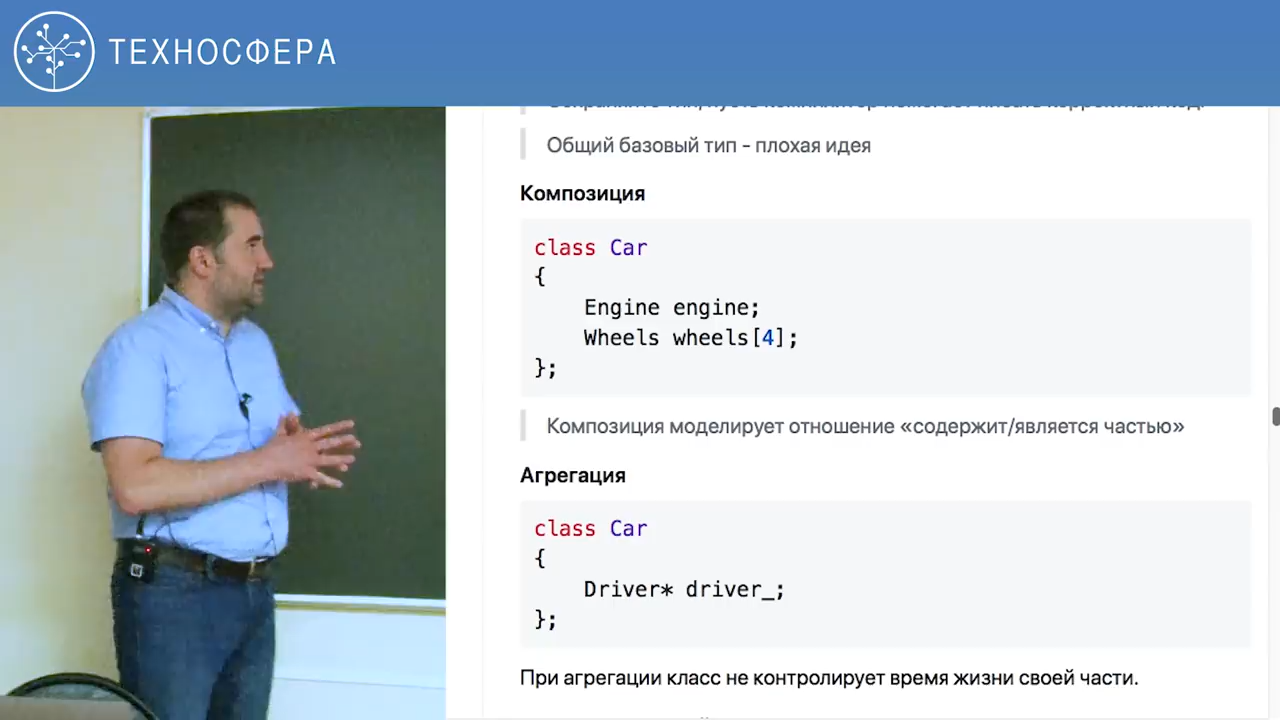 ТЕХНОСФЕРА
Общий базовый тип - плохая идея
Композиция
class Car
{
    Engine engine;
    Wheels wheels[4];
};
Композиция моделирует отношение «содержит/является частью»
Агрегация
class Car
{
    Driver* driver_;
};
При агрегации класс не контролирует время жизни своей части.